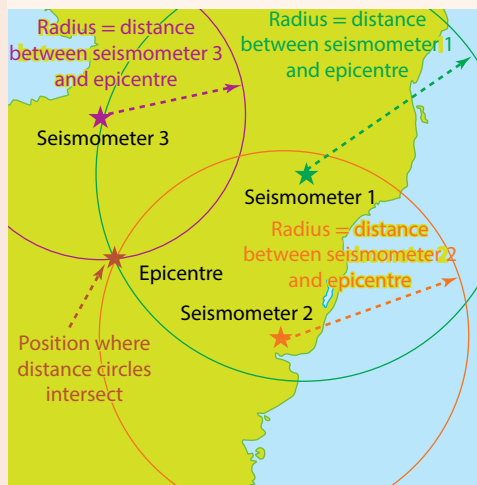 Radius = distance
between seismometer 3
and epicentre
Radius = distance
between seismometer 1
and epicentre
Seismometer 3
Seismometer 1
Radius = distance
between seismometer 2
and epicentre
Epicentre
Seismometer 2
Position where
distance circles
intersect